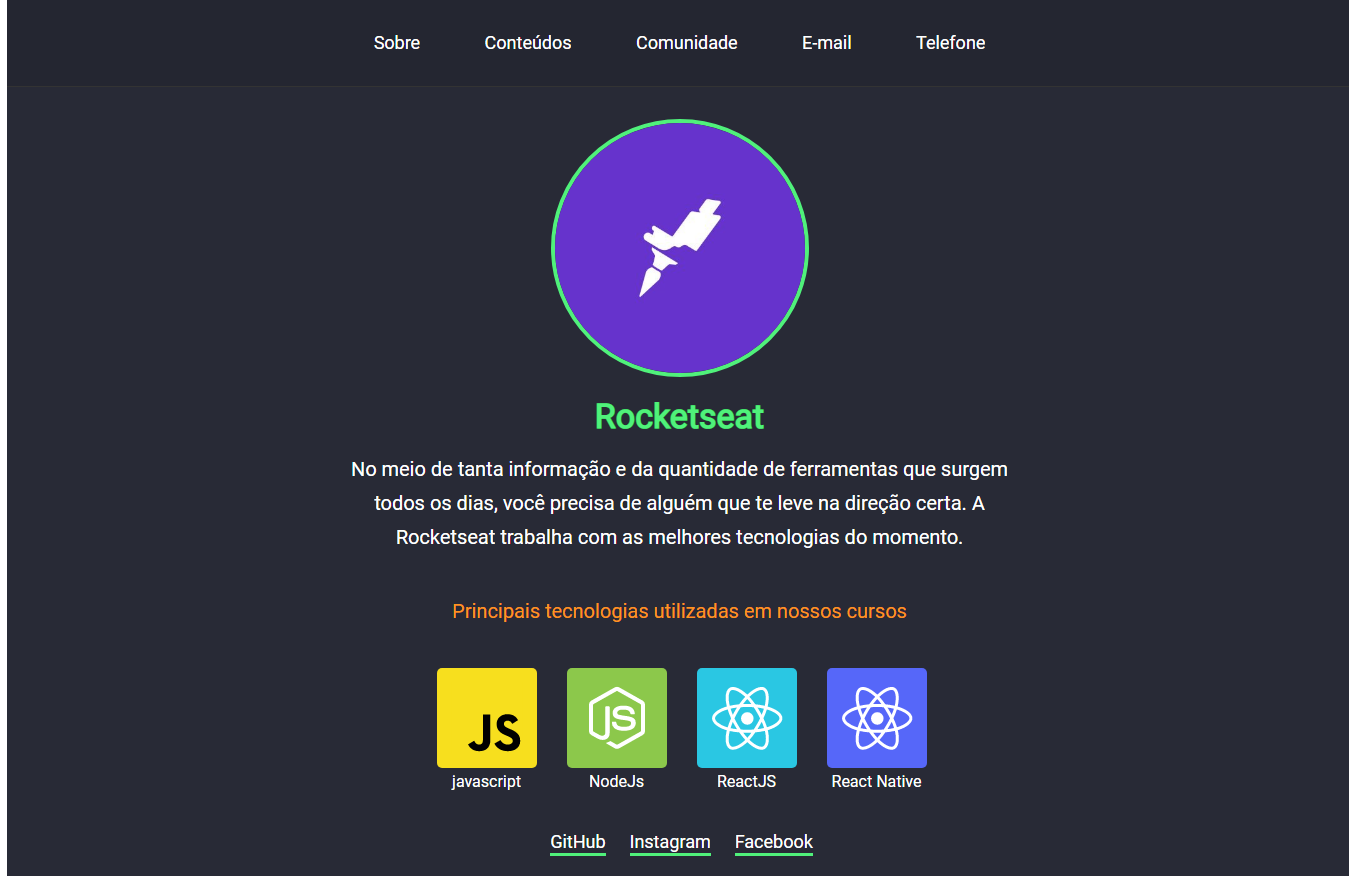 Sobre Conteúdos Comunidade E-mail Telefone
Rocketseat
No meio de tanta informação e da quantidade de ferramentas que surgem
todos os dias, você precisa de alguém que te leve na direção certa. A
Rocketseat trabalha com as melhores tecnologias do momento.
Principais tecnologias utilizadas em nossos cursos
JS JS
javascript NodeJs ReactJS React Native
GitHub Instagram Facebook